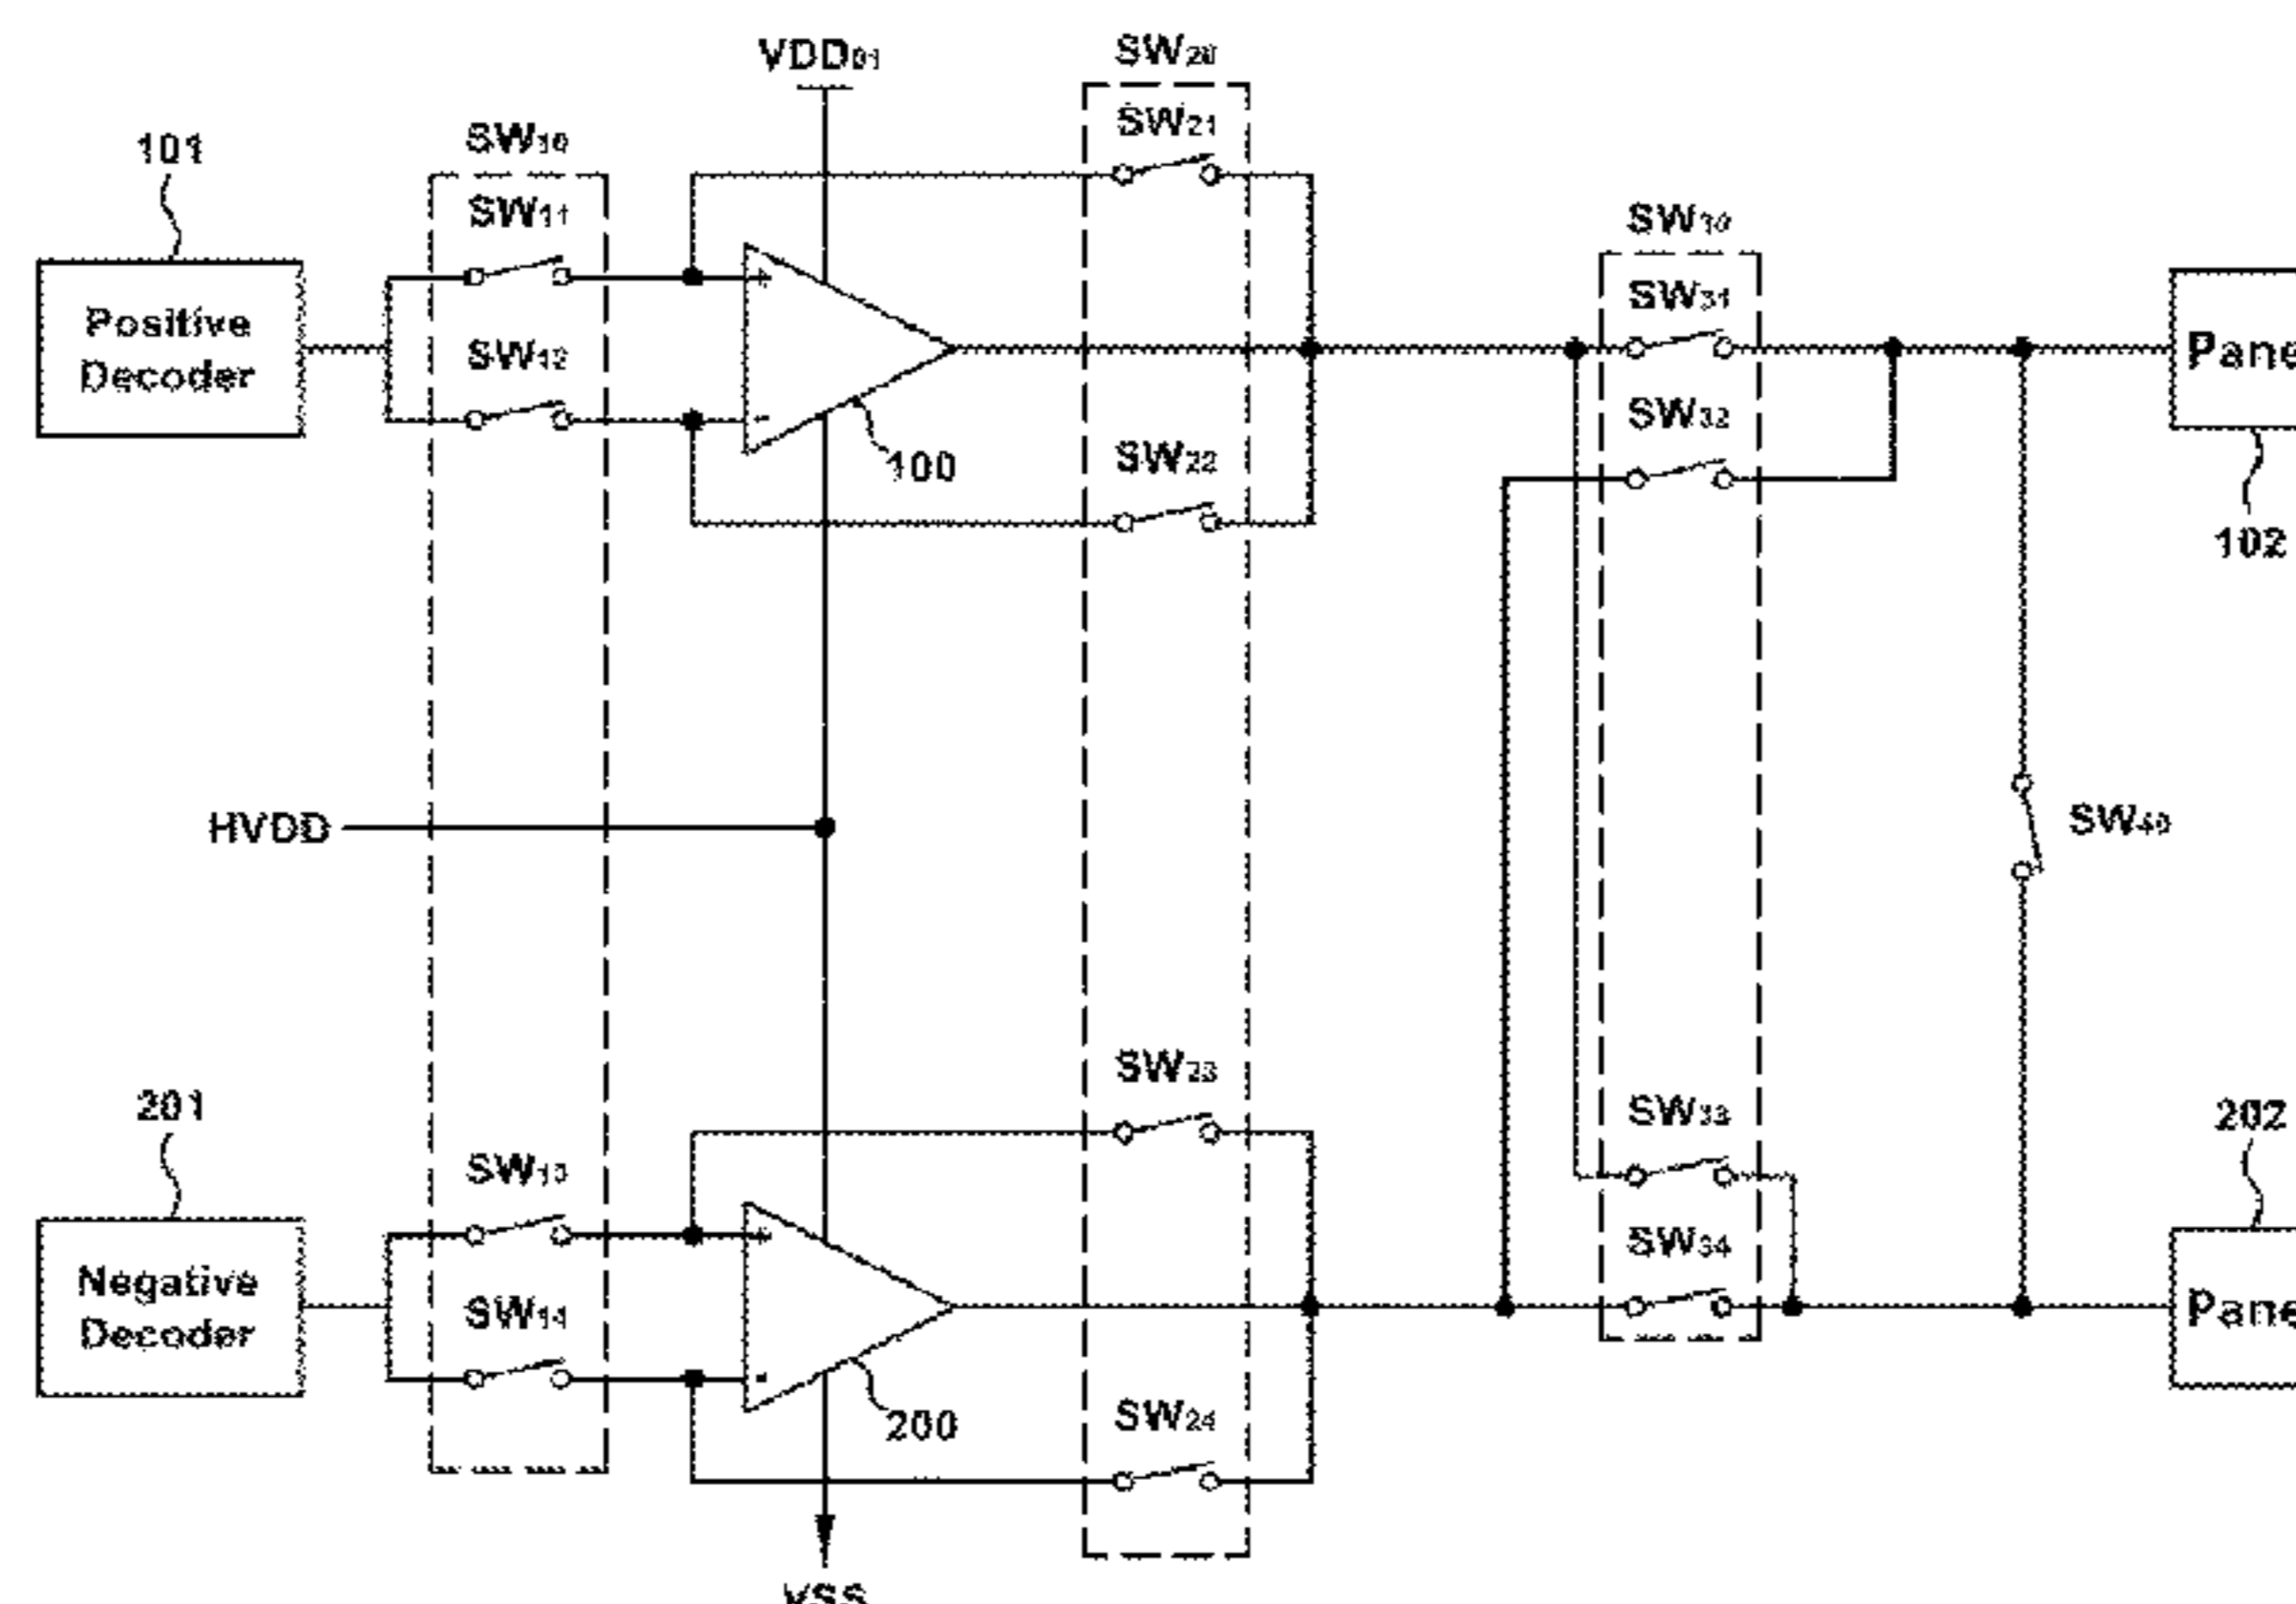 VDD01
SW20
SW21
101
SW10
SW11
SW30
SW31
Positive
Decoder
+
SW12
SW32
-
100
SW22
102
HVDD
SW40
SW23
201
SW13
SW33
202
+
Negative
Decoder
SW14
SW34
-
200
SW24
VSS